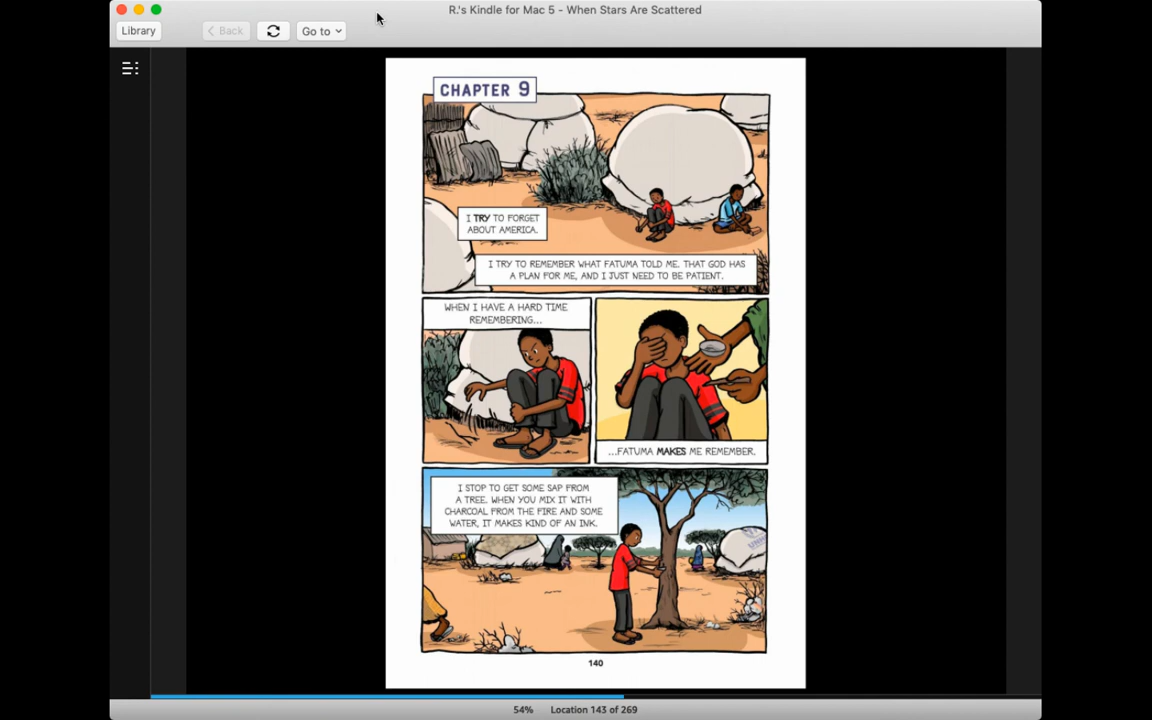 R.'s Kindle for Mac 5 - When Stars Are Scattered
Library
Back
Go to
CHAPTER 9
I TRY TO FORGET
ABOUT AMERICA.
I TRY TO REMEMBER WHAT FATUMA TOLD ME. THAT GOD HAS
A PLAN FOR ME, AND I JUST NEED TO BE PATIENT.
WHEN I HAVE A HARD TIME
REMEMBERING...
...FATUMA MAKES ME REMEMBER.
I STOP TO GET SOME SAP FROM
A TREE. WHEN YOU MIX IT WITH
CHARCOAL FROM THE FIRE AND SOME
WATER, IT MAKES KIND OF AN INK.
140
54%
Location 143 of 269